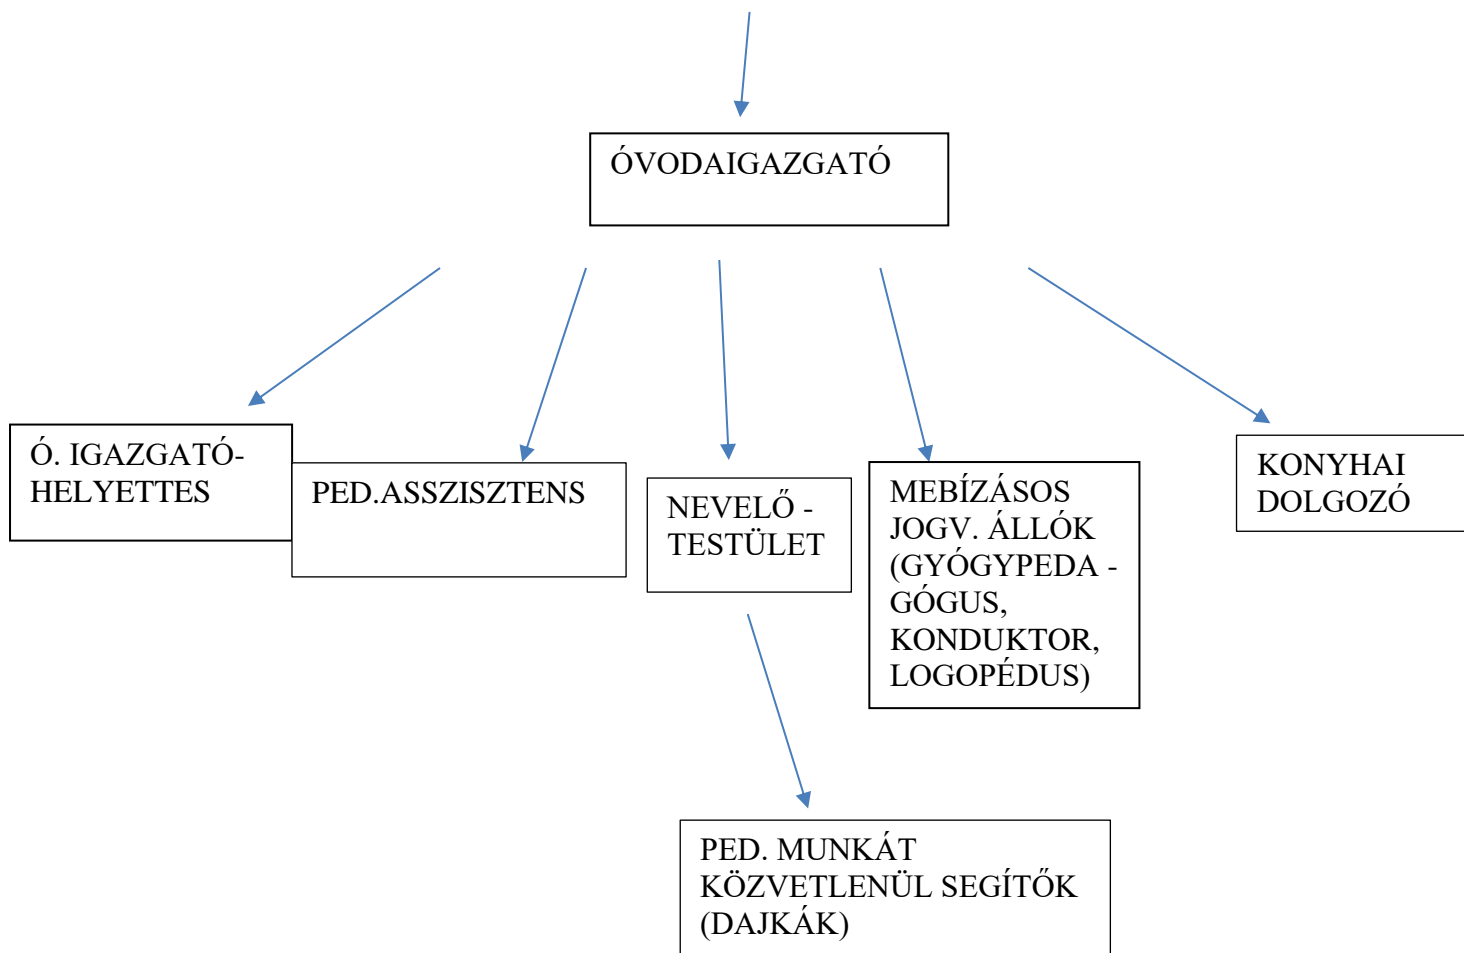 ÓVODAIGAZGATÓ
Ó. IGAZGATÓ-
HELYETTES
PED.ASSZISZTENS
NEVELŐ -
TESTÜLET
MEBÍZÁSOS
JOGV. ÁLLÓK
(GYÓGYPEDA -
GÓGUS,
KONDUKTOR,
LOGOPÉDUS)
KONYHAI
DOLGOZÓ
PED. MUNKÁT
KÖZVETLENÜL SEGÍTŐK
(DAJKÁK)